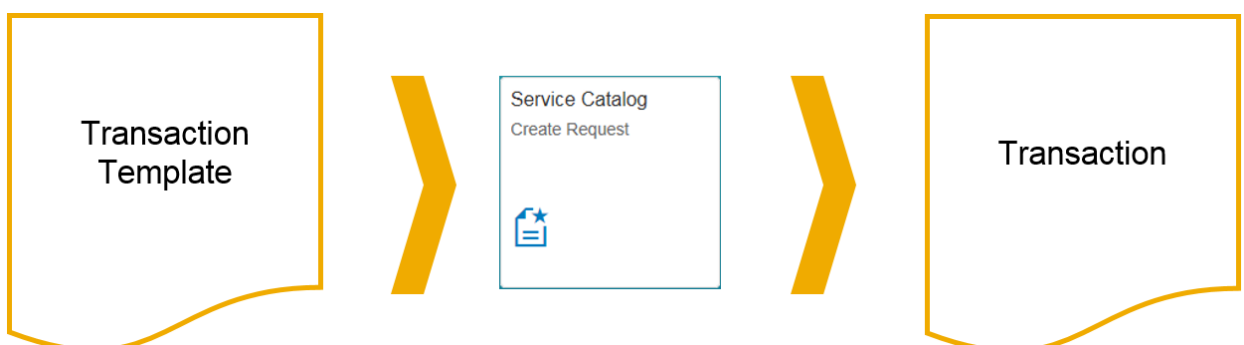 Transaction
Template
Service Catalog
Create Request
Transaction